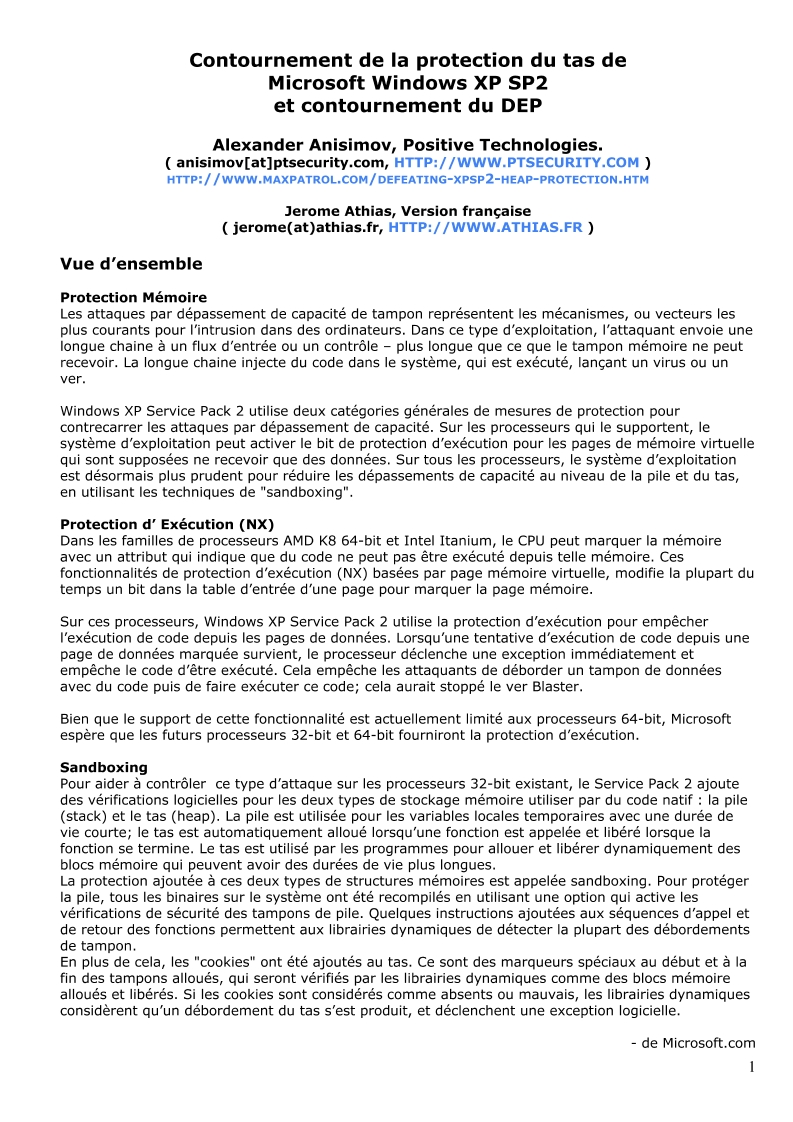 Contournement de la protection du tas de
Microsoft Windows XP SP2
et contournement du DEP
Alexander Anisimov, Positive Technologies.
( anisimov[at]ptsecurity.com, HTTP://WWW.PTSECURITY.COM )
HTTP://WWW.MAXPATROL.COM/DEFEATING-XPSP2-HEAP-PROTECTION.HTM
Jerome Athias, Version française
( jerome(at)athias.fr, HTTP://WWW.ATHIAS.FR )
Vue d’ensemble
Protection Mémoire
Les attaques par dépassement de capacité de tampon représentent les mécanismes, ou vecteurs les
plus courants pour l’intrusion dans des ordinateurs. Dans ce type d’exploitation, l’attaquant envoie une
longue chaine à un flux d’entrée ou un contrôle – plus longue que ce que le tampon mémoire ne peut
recevoir. La longue chaine injecte du code dans le système, qui est exécuté, lançant un virus ou un
ver.
Windows XP Service Pack 2 utilise deux catégories générales de mesures de protection pour
contrecarrer les attaques par dépassement de capacité. Sur les processeurs qui le supportent, le
système d’exploitation peut activer le bit de protection d’exécution pour les pages de mémoire virtuelle
qui sont supposées ne recevoir que des données. Sur tous les processeurs, le système d’exploitation
est désormais plus prudent pour réduire les dépassements de capacité au niveau de la pile et du tas,
en utilisant les techniques de "sandboxing".
Protection d’ Exécution (NX)
Dans les familles de processeurs AMD K8 64-bit et Intel Itanium, le CPU peut marquer la mémoire
avec un attribut qui indique que du code ne peut pas être exécuté depuis telle mémoire. Ces
fonctionnalités de protection d’exécution (NX) basées par page mémoire virtuelle, modifie la plupart du
temps un bit dans la table d’entrée d’une page pour marquer la page mémoire.
Sur ces processeurs, Windows XP Service Pack 2 utilise la protection d’exécution pour empêcher
l’exécution de code depuis les pages de données. Lorsqu’une tentative d’exécution de code depuis une
page de données marquée survient, le processeur déclenche une exception immédiatement et
empêche le code d’être exécuté. Cela empêche les attaquants de déborder un tampon de données
avec du code puis de faire exécuter ce code; cela aurait stoppé le ver Blaster.
Bien que le support de cette fonctionnalité est actuellement limité aux processeurs 64-bit, Microsoft
espère que les futurs processeurs 32-bit et 64-bit fourniront la protection d’exécution.
Sandboxing
Pour aider à contrôler  ce type d’attaque sur les processeurs 32-bit existant, le Service Pack 2 ajoute
des vérifications logicielles pour les deux types de stockage mémoire utiliser par du code natif : la pile
(stack) et le tas (heap). La pile est utilisée pour les variables locales temporaires avec une durée de
vie courte; le tas est automatiquement alloué lorsqu’une fonction est appelée et libéré lorsque la
fonction se termine. Le tas est utilisé par les programmes pour allouer et libérer dynamiquement des
blocs mémoire qui peuvent avoir des durées de vie plus longues.
La protection ajoutée à ces deux types de structures mémoires est appelée sandboxing. Pour protéger
la pile, tous les binaires sur le système ont été recompilés en utilisant une option qui active les
vérifications de sécurité des tampons de pile. Quelques instructions ajoutées aux séquences d’appel et
de retour des fonctions permettent aux librairies dynamiques de détecter la plupart des débordements
de tampon.
En plus de cela, les "cookies" ont été ajoutés au tas. Ce sont des marqueurs spéciaux au début et à la
fin des tampons alloués, qui seront vérifiés par les librairies dynamiques comme des blocs mémoire
alloués et libérés. Si les cookies sont considérés comme absents ou mauvais, les librairies dynamiques
considèrent qu’un débordement du tas s’est produit, et déclenchent une exception logicielle.
- de Microsoft.com
1